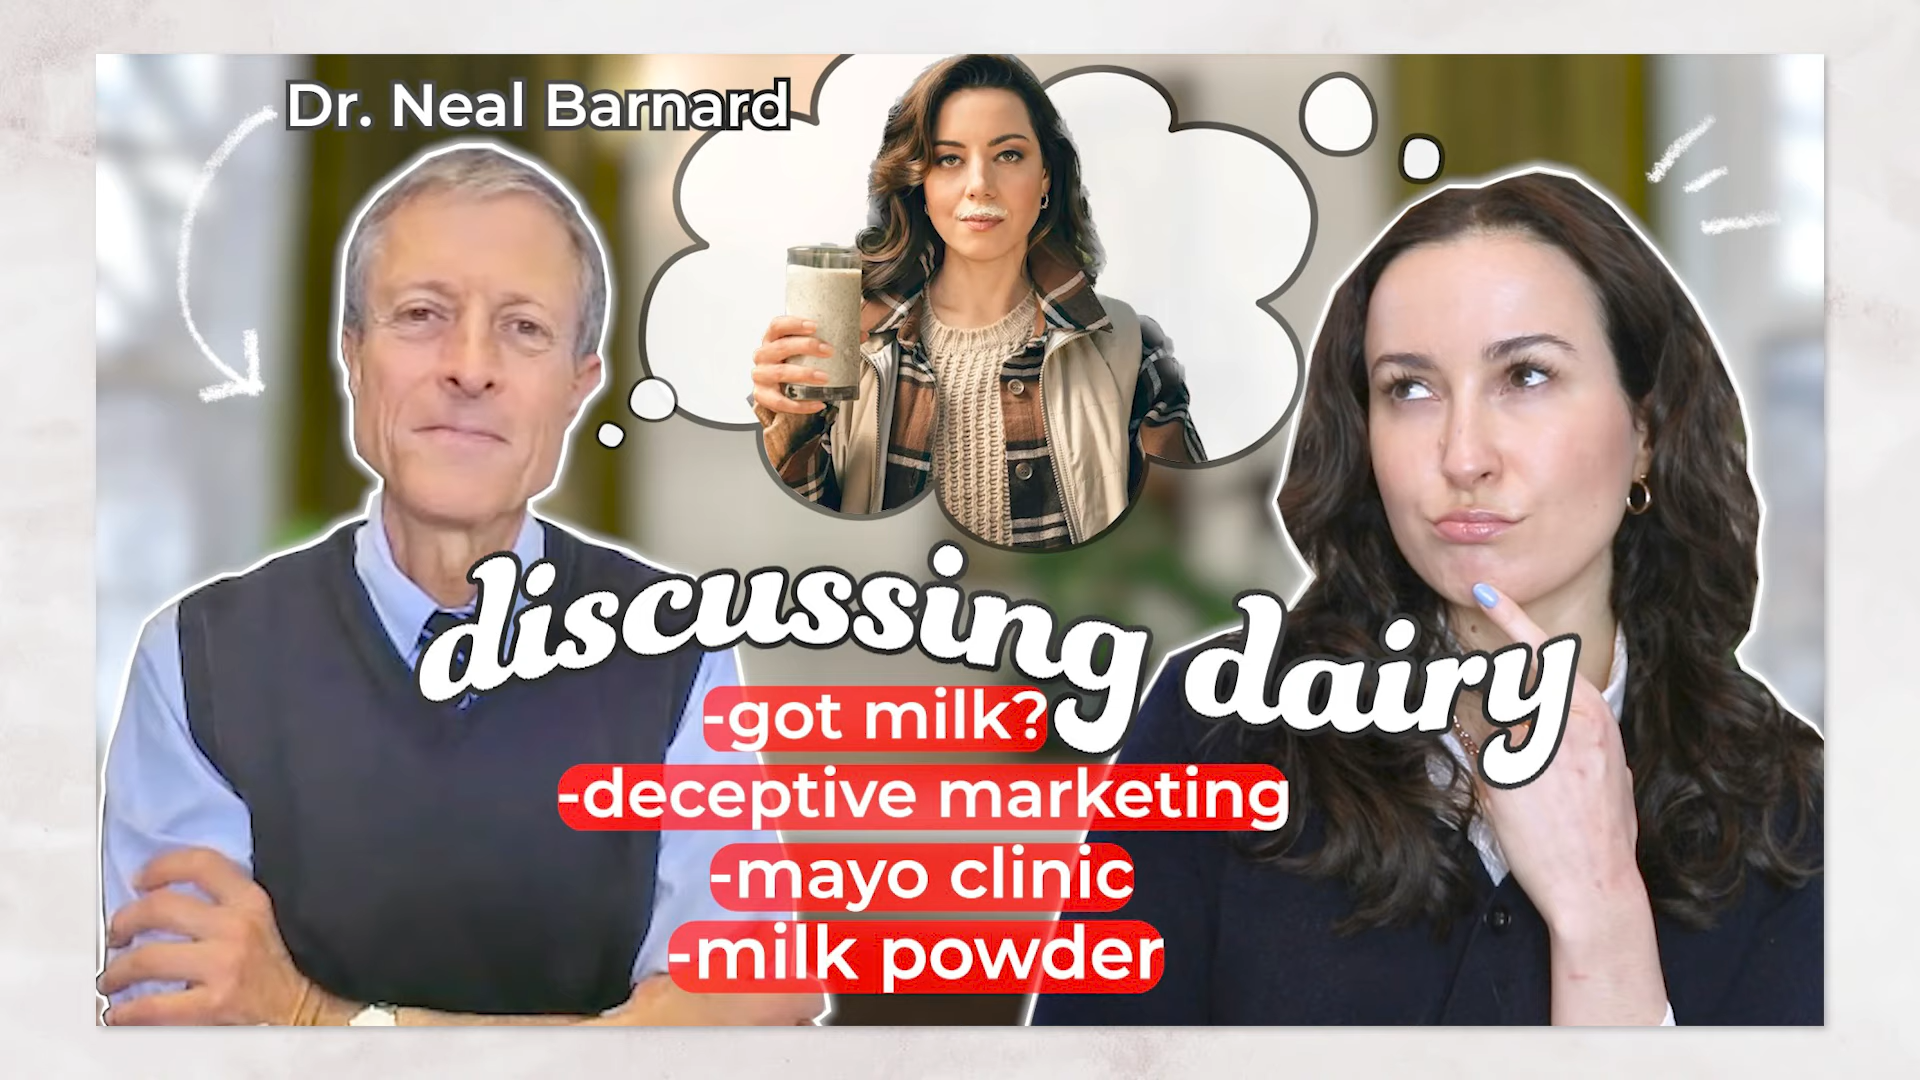 Dr. Neal Barnard
discussing dairy
-got milk?
-deceptive marketing
-mayo clinic
-milk powder